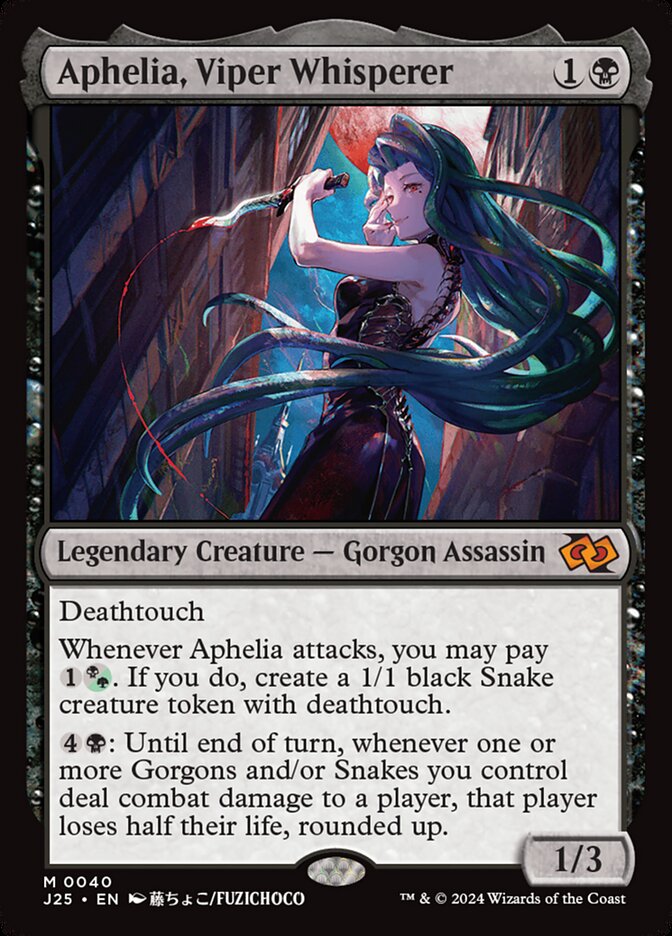 Aphelia, Viper Whisperer 1
Legendary Creature — Gorgon Assassin
Deathtouch
Whenever Aphelia attacks, you may pay
1. If you do, create a 1/1 black Snake
creature token with deathtouch.
4: Until end of turn, whenever one or
more Gorgons and/or Snakes you control
deal combat damage to a player, that player
loses half their life, rounded up.
1/3
M 0040
J25 • EN 藤ちょこ/FUZICHOCO
™ & © 2024 Wizards of the Coast